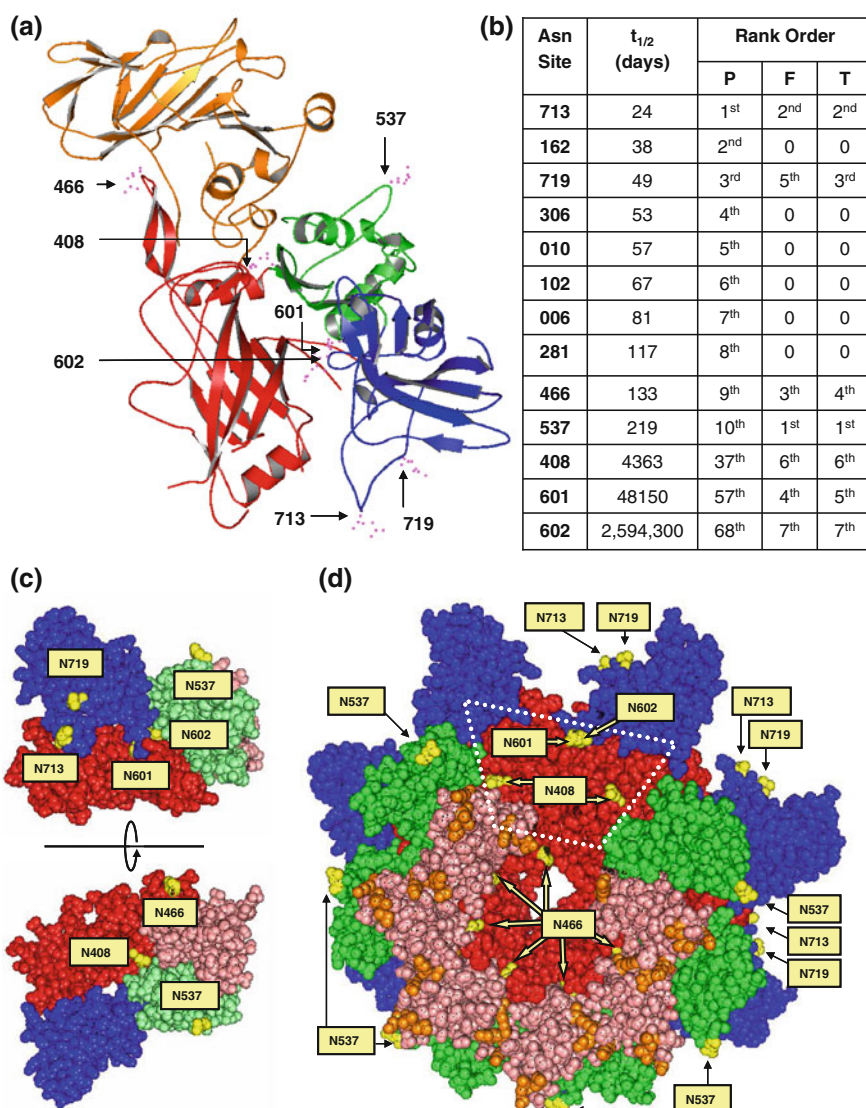 (a)
537
466
408
601
602
713
719
(b)
Asn Site t1/2 (days) Rank Order
P F T
713 24 1st 2nd 2nd
162 38 2nd 0 0
719 49 3rd 5th 3rd
306 53 4th 0 0
010 57 5th 0 0
102 67 6th 0 0
006 81 7th 0 0
281 117 8th 0 0
466 133 9th 3rd 4th
537 219 10th 1st 1st
408 4363 37th 6th 6th
601 48150 57th 4th 5th
602 2,594,300 68th 7th 7th
(c)
N719
N537
N602
N713
N601
N466
N408
N537
(d)
N713
N719
N537
N602
N713
N601
N719
N408
N466
N537
N713
N719
N537
N537